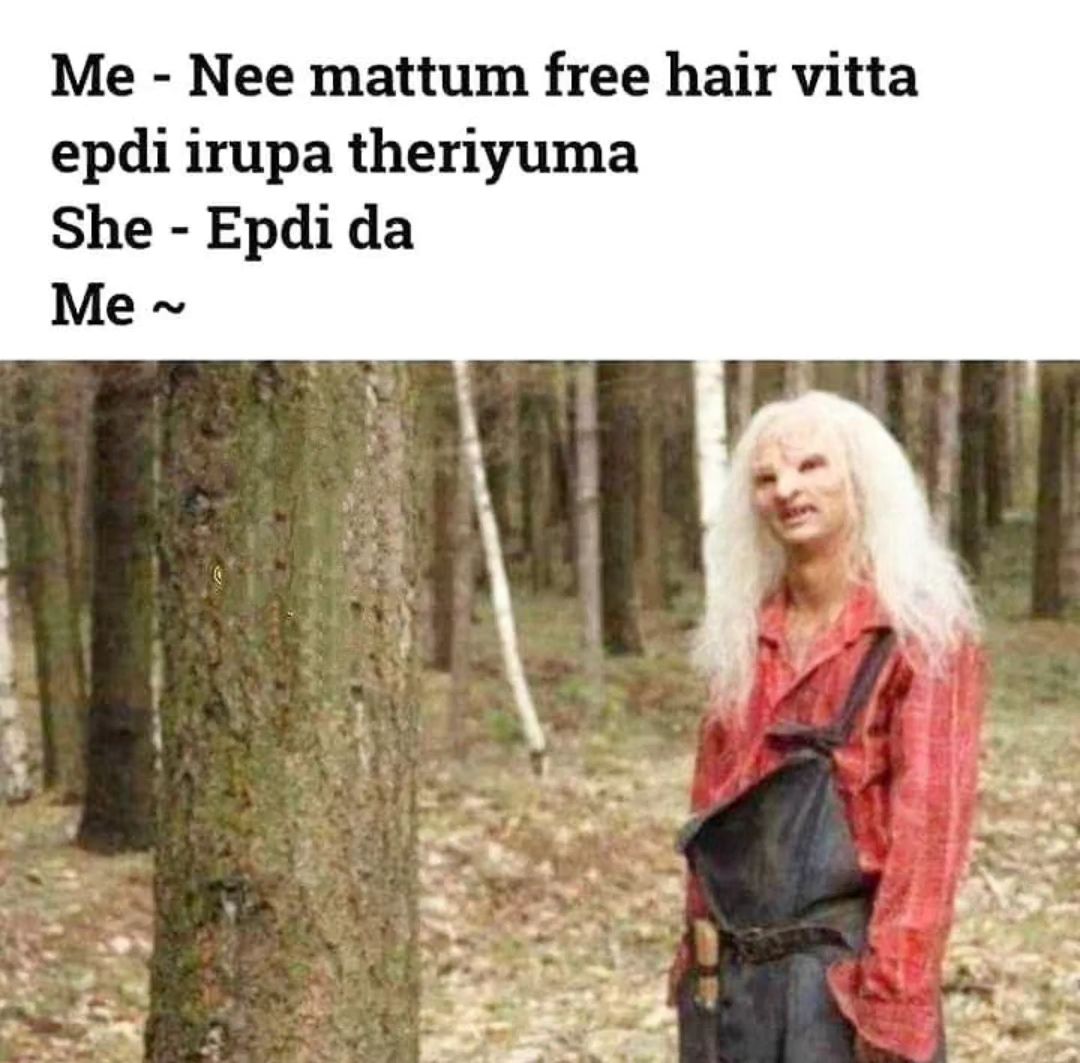 Me - Nee mattum free hair vitta
epdi irupa theriyuma
She - Epdi da
Me ~